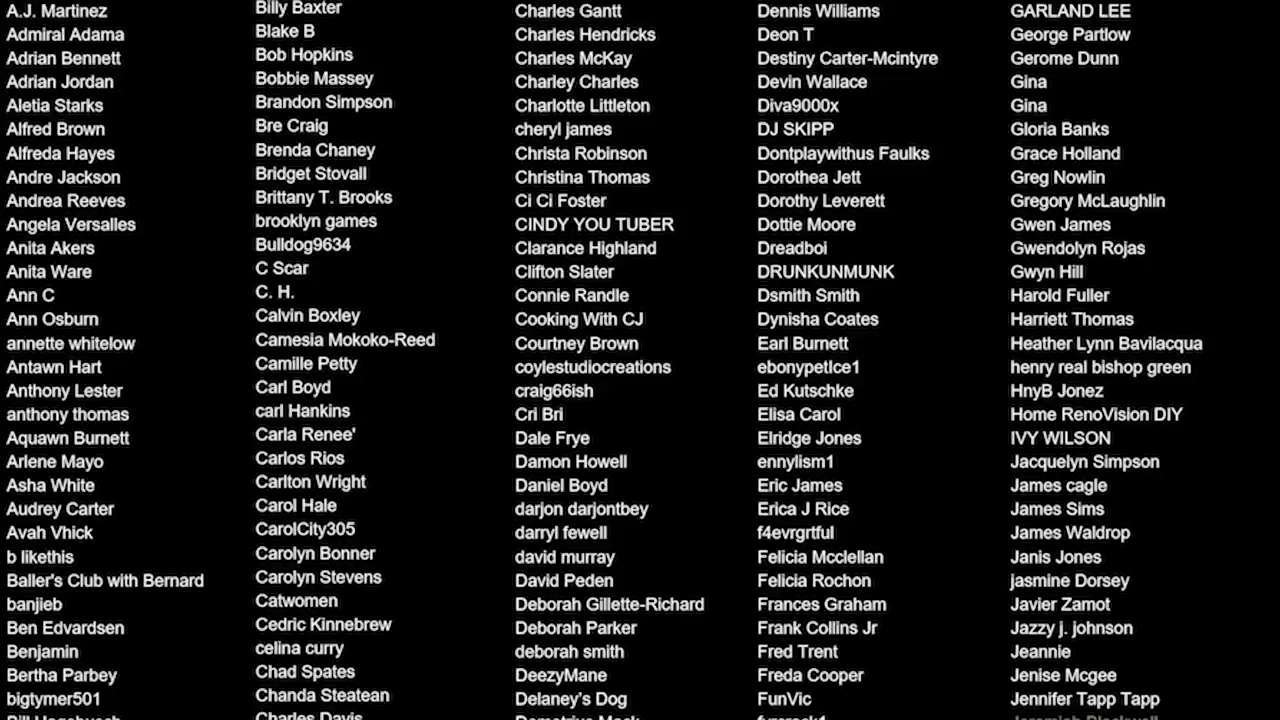 A.J. Martinez
Admiral Adama
Adrian Bennett
Adrian Jordan
Aletia Starks
Alfred Brown
Alfreda Hayes
Andre Jackson
Andrea Reeves
Angela Versalles
Anita Akers
Anita Ware
Ann C
Ann Osburn
annette whitelow
Antawn Hart
Anthony Lester
anthony thomas
Aquawn Burnett
Arlene Mayo
Asha White
Audrey Carter
Avah Vhick
b likethis
Baller's Club with Bernard
banjieb
Ben Edvardsen
Benjamin
Bertha Parbey
bigtymer501
Billy Baxter
Blake B
Bob Hopkins
Bobbie Massey
Brandon Simpson
Bre Craig
Brenda Chaney
Bridget Stovall
Brittany T. Brooks
brooklyn games
Bulldog9634
C Scar
C. H.
Calvin Boxley
Camesia Mokoko-Reed
Camille Petty
Carl Boyd
carl Hankins
Carla Renee'
Carlos Rios
Carlton Wright
Carol Hale
CarolCity305
Carolyn Bonner
Carolyn Stevens
Catwomen
Cedric Kinnebrew
celina curry
Chad Spates
Chanda Steatean
Charles Davis
Charles Gantt
Charles Hendricks
Charles McKay
Charley Charles
Charlotte Littleton
cheryl james
Christa Robinson
Christina Thomas
Ci Ci Foster
CINDY YOU TUBER
Clarance Highland
Clifton Slater
Connie Randle
Cooking With CJ
Courtney Brown
coylestudiocreations
craig66ish
Cri Bri
Dale Frye
Damon Howell
Daniel Boyd
darjon darjontbey
darryl fewell
david murray
David Peden
Deborah Gillette-Richard
Deborah Parker
deborah smith
DeezyMane
Delaney's Dog
Dennis Williams
Deon T
Destiny Carter-Mcintyre
Devin Wallace
Diva9000x
DJ SKIPP
Dontplaywithus Faulks
Dorothea Jett
Dorothy Leverett
Dottie Moore
Dreadboi
DRUNKUNMUNK
Dsmith Smith
Dynisha Coates
Earl Burnett
ebonypetIce1
Ed Kutschke
Elisa Carol
Elridge Jones
ennylism1
Eric James
Erica J Rice
f4evrgrtful
Felicia Mcclellan
Felicia Rochon
Frances Graham
Frank Collins Jr
Fred Trent
Freda Cooper
FunVic
GARLAND LEE
George Partlow
Gerome Dunn
Gina
Gina
Gloria Banks
Grace Holland
Greg Nowlin
Gregory McLaughlin
Gwen James
Gwendolyn Rojas
Gwyn Hill
Harold Fuller
Harriett Thomas
Heather Lynn Bavilacqua
henry real bishop green
HnyB Jonez
Home RenoVision DIY
IVY WILSON
Jacquelyn Simpson
James cagle
James Sims
James Waldrop
Janis Jones
jasmine Dorsey
Javier Zamot
Jazzy j. johnson
Jeannie
Jenise Mcgee
Jennifer Tapp Tapp